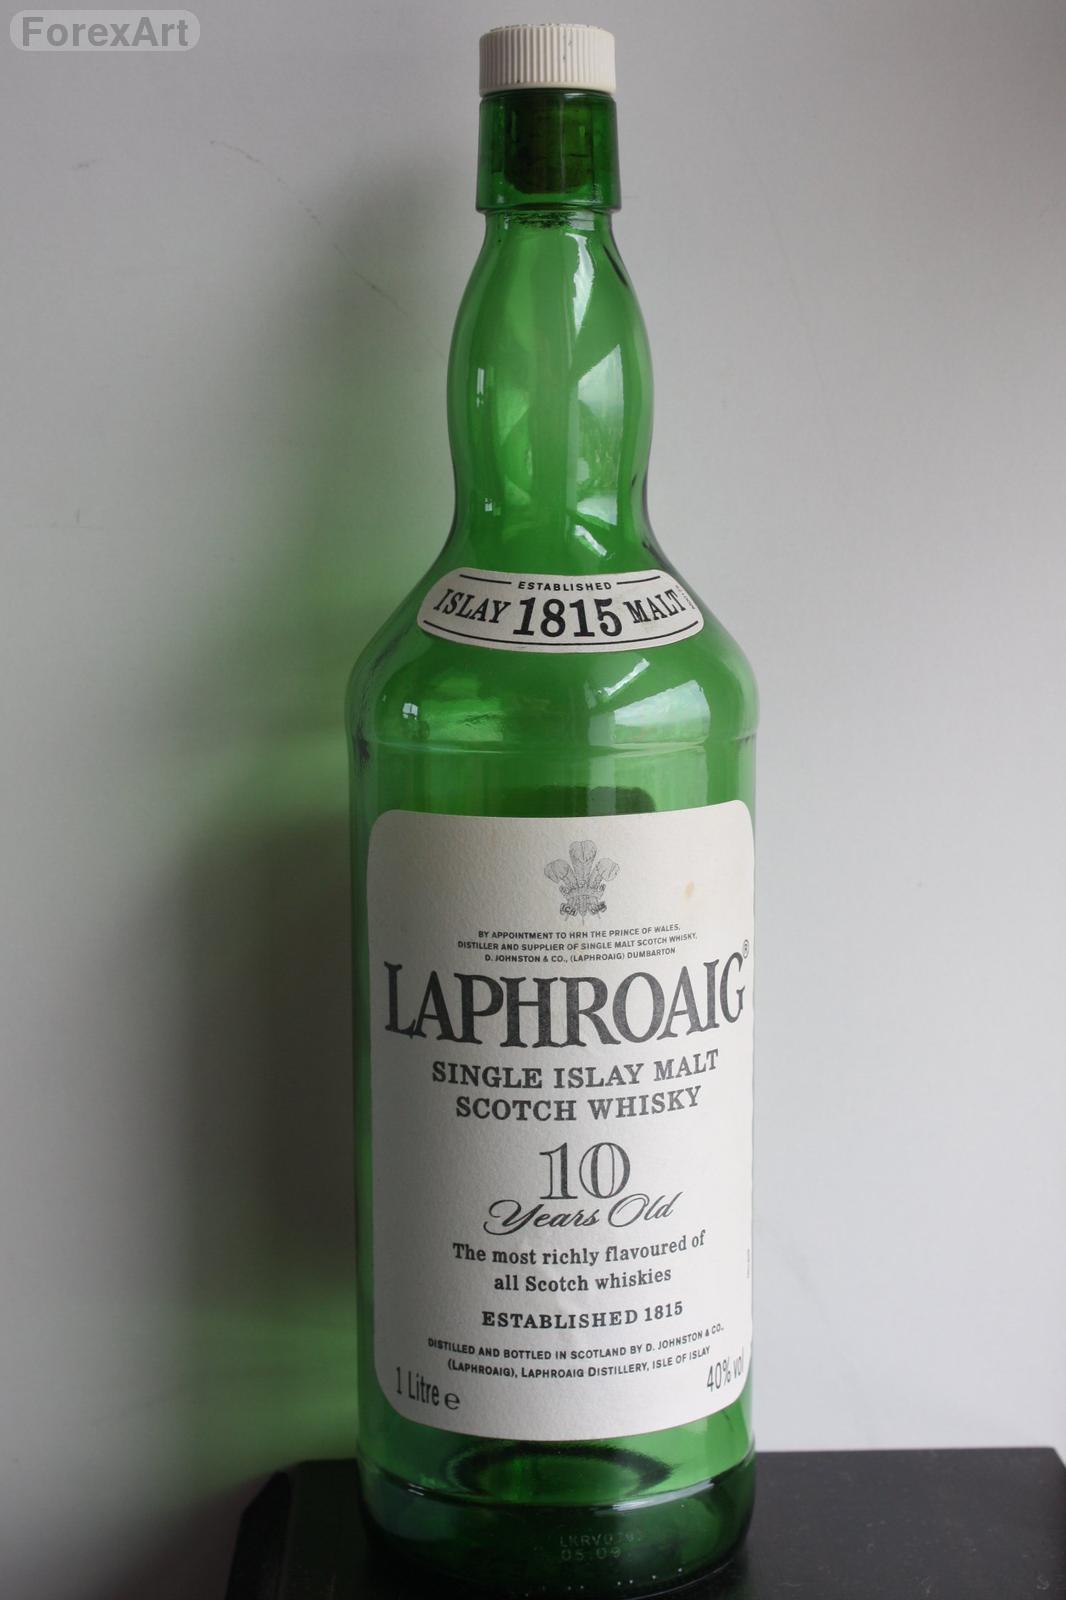 ForexArt
ESTABLISHED
ISLAY 1815 MALT
BY APPOINTMENT TO HRH THE PRINCE OF WALES,
DISTILLER AND SUPPLIER OF SINGLE MALT SCOTCH WHISKY,
D. JOHNSTON & CO., (LAPHROAIG) DUMBARTON
LAPHROAIG®
SINGLE ISLAY MALT
SCOTCH WHISKY
10
Years Old
The most richly flavoured of
all Scotch whiskies
ESTABLISHED 1815
DISTILLED AND BOTTLED IN SCOTLAND BY D. JOHNSTON & CO.,
(LAPHROAIG), LAPHROAIG DISTILLERY, ISLE OF ISLAY
1 Litre e
40% vol
05.09